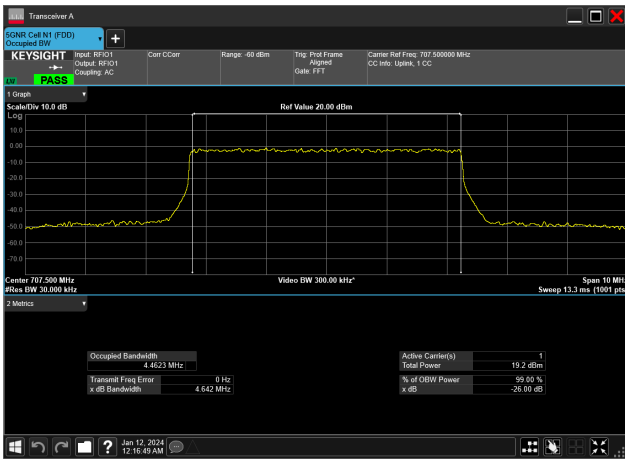 Transceiver A
5GNR Cell N1 (FDD)
Occupied BW
KEYSIGHT
PASS
Input: RFIO1
Output: RFIO1
Coupling: AC
Corr CCorr
Range: -60 dBm
Trig: Prot Frame
Aligned
Gate: FFT
Carrier Ref Freq: 707.500000 MHz
CC Info: Uplink, 1 CC
1 Graph
Scale/Div 10.0 dB
Ref Value 20.00 dBm
Log
10.0
0.00
-10.0
-20.0
-30.0
-40.0
-50.0
-60.0
-70.0
Center 707.500 MHz
Video BW 300.00 kHz*
Span 10 MHz
#Res BW 30.000 kHz
Sweep 13.3 ms (1001 pts
2 Metrics
Occupied Bandwidth
4.4623 MHz
Transmit Freq Error 0 Hz
x dB Bandwidth 4.642 MHz
Active Carrier(s) 1
Total Power 19.2 dBm
% of OBW Power 99.00 %
x dB -26.00 dB
Jan 12, 2024
12:16:49 AM